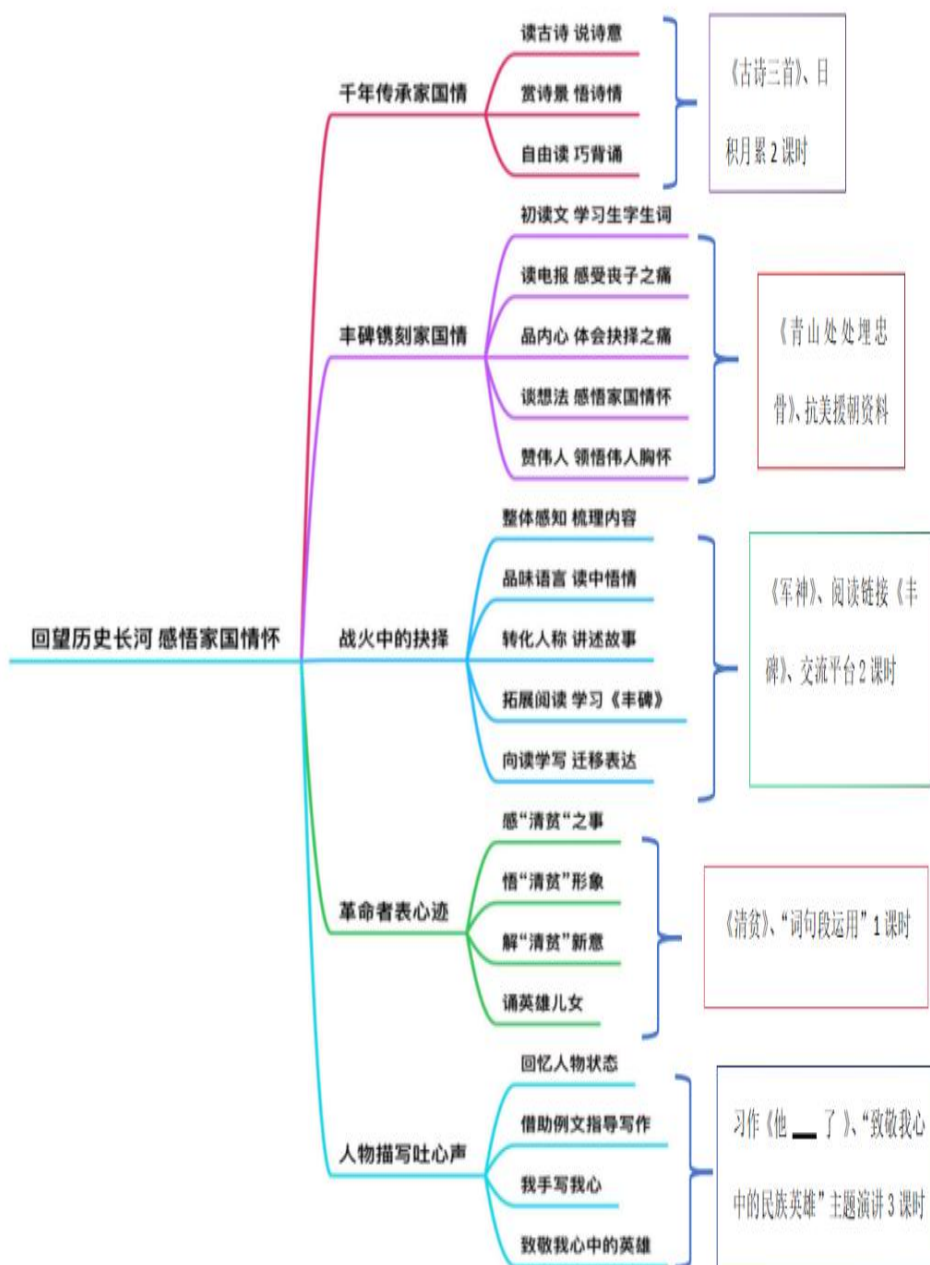 回望历史长河 感悟家国情怀
千年传承家国情
读古诗 说诗意
赏诗景 悟诗情
自由读 巧背诵
《古诗三首》、日
积月累 2 课时
丰碑镌刻家国情
初读文 学习生字生词
读电报 感受丧子之痛
品内心 体会抉择之痛
谈想法 感悟家国情怀
赞伟人 领悟伟人胸怀
《青山处处埋忠
骨》、抗美援朝资料
战火中的抉择
整体感知 梳理内容
品味语言 读中悟情
转化人称 讲述故事
拓展阅读 学习《丰碑》
向读学写 迁移表达
《军神》、阅读链接《丰
碑》、交流平台 2 课时
革命者表心迹
感“清贫“之事
悟“清贫”形象
解“清贫”新意
诵英雄儿女
《清贫》、“词句段运用” 1 课时
人物描写吐心声
回忆人物状态
借助例文指导写作
我手写我心
致敬我心中的英雄
习作《他 __ 了 》、“致敬我心
中的民族英雄”主题演讲 3 课时